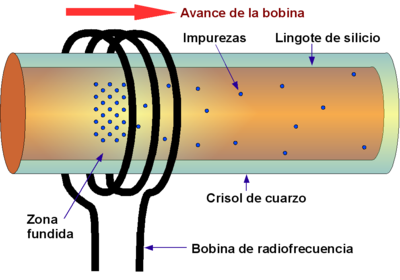 Avance de la bobina
Impurezas
Lingote de silicio
Crisol de cuarzo
Zona
fundida
Bobina de radiofrecuencia